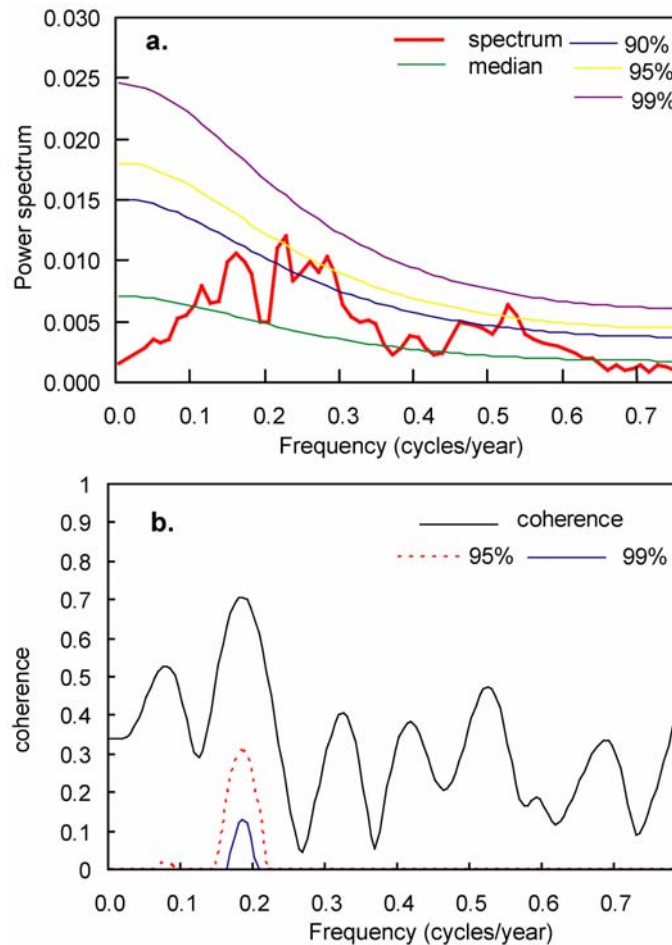 a.
spectrum 90%
median 95%
99%
Power spectrum
0.030
0.025
0.020
0.015
0.010
0.005
0.000
0.0 0.1 0.2 0.3 0.4 0.5 0.6 0.7
Frequency (cycles/year)
b.
coherence
95% 99%
coherence
1
0.9
0.8
0.7
0.6
0.5
0.4
0.3
0.2
0.1
0
0.0 0.1 0.2 0.3 0.4 0.5 0.6 0.7
Frequency (cycles/year)